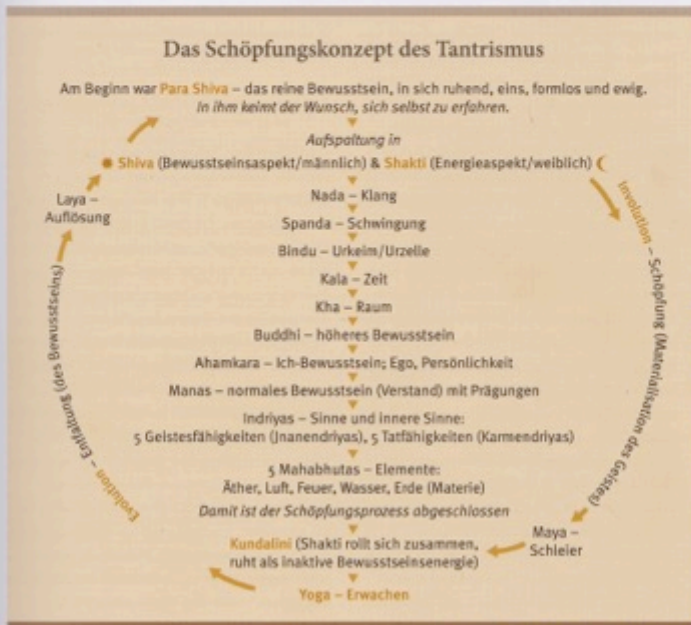 Das Schöpfungskonzept des Tantrismus
Am Beginn war Para Shiva – das reine Bewusstsein, in sich ruhend, eins, formlos und ewig.
In ihm keimt der Wunsch, sich selbst zu erfahren.
Aufspaltung in
Shiva (Bewusstseinsaspekt/männlich) & Shakti (Energieaspekt/weiblich)
Nada – Klang
Spanda – Schwingung
Bindu – Urkeim/Urzelle
Kala – Zeit
Kha – Raum
Buddhi – höheres Bewusstsein
Ahamkara – Ich-Bewusstsein; Ego, Persönlichkeit
Manas – normales Bewusstsein (Verstand) mit Prägungen
Indriyas – Sinne und innere Sinne:
5 Geistesfähigkeiten (Jnanendriyas), 5 Tatfähigkeiten (Karmendriyas)
5 Mahabhutas – Elemente:
Äther, Luft, Feuer, Wasser, Erde (Materie)
Damit ist der Schöpfungsprozess abgeschlossen
Kundalini (Shakti rollt sich zusammen,
ruht als inaktive Bewusstseinsenergie)
Yoga – Erwachen
Involution – Schöpfung (Materialisation des Geistes)
Maya –
Schleier
Evolution – Entfaltung (des Bewusstseins)
Laya –
Auflösung